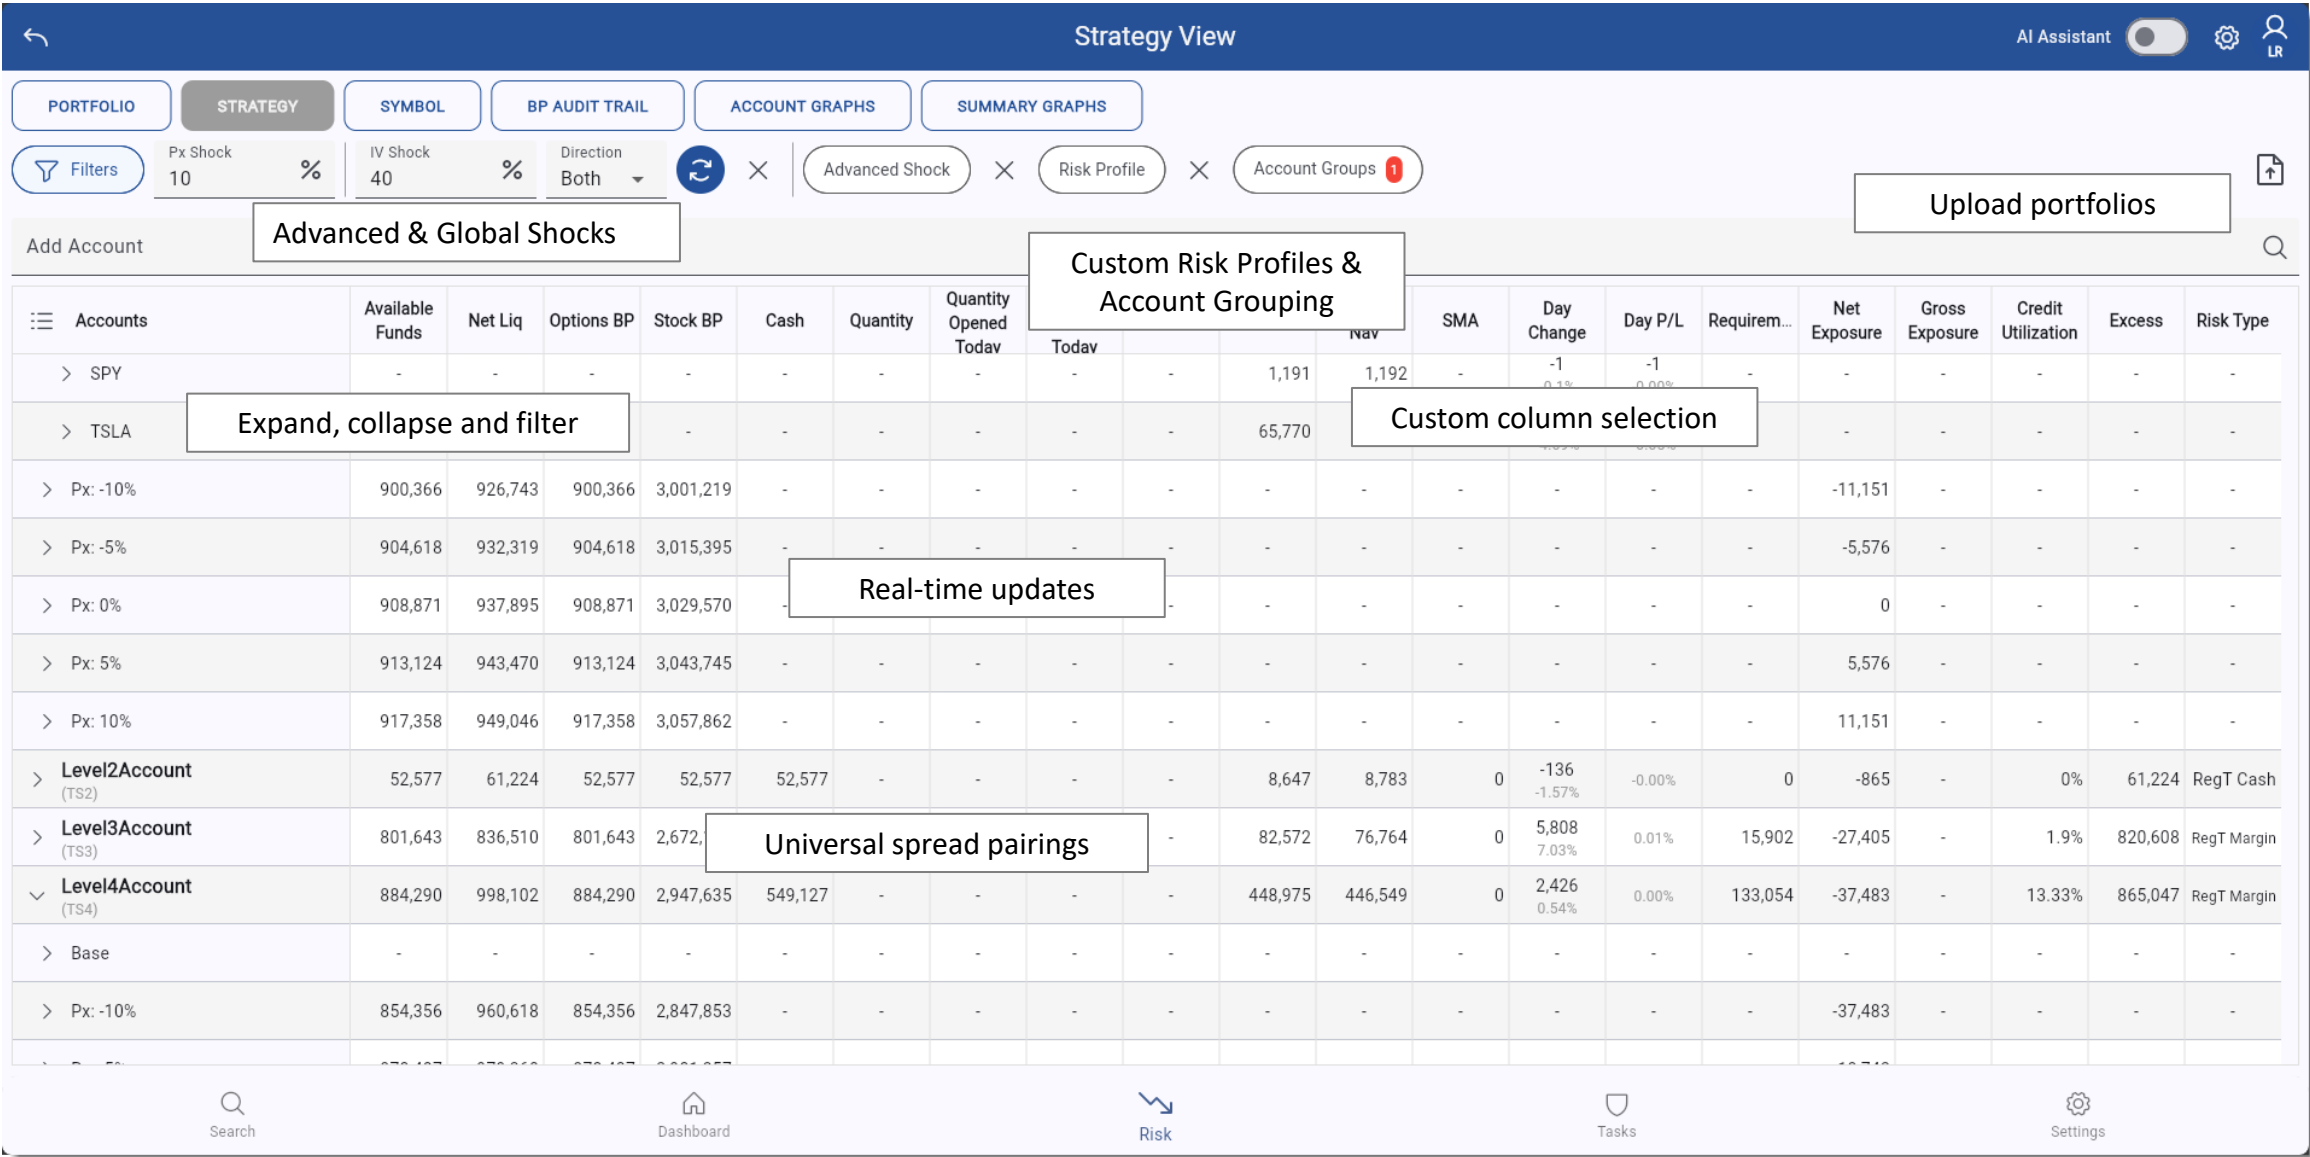 Strategy View
AI Assistant
LR
PORTFOLIO STRATEGY SYMBOL BP AUDIT TRAIL ACCOUNT GRAPHS SUMMARY GRAPHS
Filters
Px Shock
10 %
IV Shock
40 %
Direction
Both
Advanced Shock
Risk Profile
Account Groups 1
Upload portfolios
Advanced & Global Shocks
Add Account
Custom Risk Profiles &
Account Grouping
Accounts
Available
Funds
Net Liq
Options BP
Stock BP
Cash
Quantity
Quantity
Opened
Today
Today
Nav
SMA
Day
Change
Day P/L
Requirem...
Net
Exposure
Gross
Exposure
Credit
Utilization
Excess
Risk Type
SPY - - - - - - - - - 1,191 1,192 - -1 -1 - - - - - -
Expand, collapse and filter
Custom column selection
TSLA - - - - - - 65,770 - - - - -
Px: -10% 900,366 926,743 900,366 3,001,219 - - - - - - - - - - - -11,151 - - - -
Px: -5% 904,618 932,319 904,618 3,015,395 - - - - - - - - - - - -5,576 - - - -
Real-time updates
Px: 0% 908,871 937,895 908,871 3,029,570 - - - - - - - - 0 - - - -
Px: 5% 913,124 943,470 913,124 3,043,745 - - - - - - - - - - - 5,576 - - - -
Px: 10% 917,358 949,046 917,358 3,057,862 - - - - - - - - - - - 11,151 - - - -
Level2Account
(TS2)
52,577 61,224 52,577 52,577 52,577 - - - - 8,647 8,783 0 -136 -0.00% 0 -865 - 0% 61,224 RegT Cash
-1.57%
Level3Account
(TS3)
801,643 836,510 801,643 2,672, - 82,572 76,764 0 5,808 0.01% 15,902 -27,405 - 1.9% 820,608 RegT Margin
7.03%
Universal spread pairings
Level4Account
(TS4)
884,290 998,102 884,290 2,947,635 549,127 - - - - 448,975 446,549 0 2,426 0.00% 133,054 -37,483 - 13.33% 865,047 RegT Margin
0.54%
Base - - - - - - - - - - - - - - - - - - - -
Px: -10% 854,356 960,618 854,356 2,847,853 - - - - - - - - - - - -37,483 - - - -
Search
Dashboard
Risk
Tasks
Settings